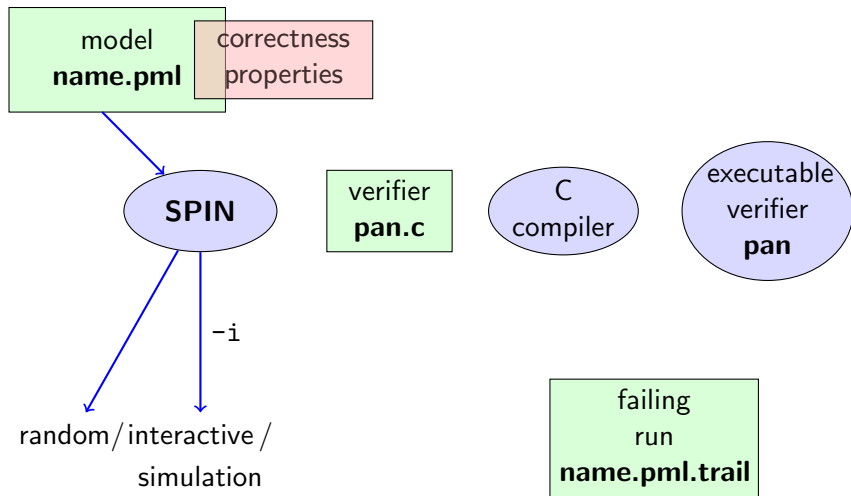 model
name.pml
correctness
properties
SPIN
verifier
pan.c
C
compiler
executable
verifier
pan
-i
random/interactive/
simulation
failing
run
name.pml.trail